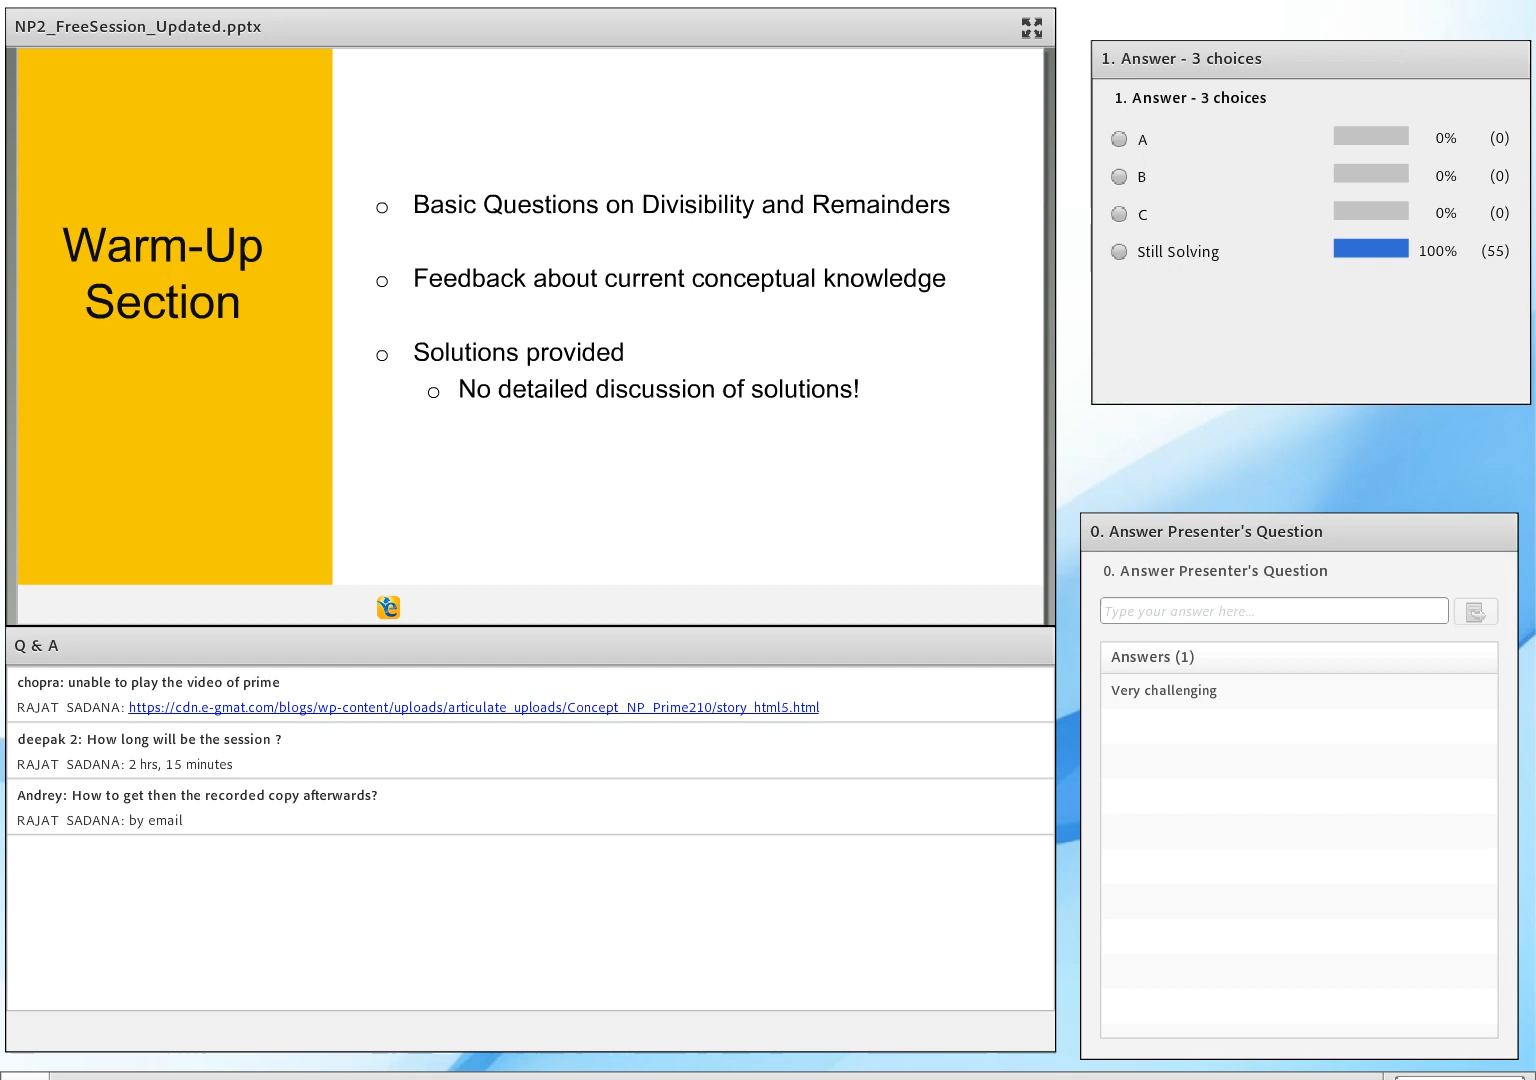 NP2_FreeSession_Updated.pptx
Warm-Up
Section
Basic Questions on Divisibility and Remainders
Feedback about current conceptual knowledge
Solutions provided
No detailed discussion of solutions!
Q & A
chopra: unable to play the video of prime
RAJAT SADANA: https://cdn.e-gmat.com/blogs/wp-content/uploads/articulate_uploads/Concept_NP_Prime210/story_html5.html
deepak 2: How long will be the session ?
RAJAT SADANA: 2 hrs, 15 minutes
Andrey: How to get then the recorded copy afterwards?
RAJAT SADANA: by email
1. Answer - 3 choices
1. Answer - 3 choices
A 0% (0)
B 0% (0)
C 0% (0)
Still Solving 100% (55)
0. Answer Presenter's Question
0. Answer Presenter's Question
Type your answer here...
Answers (1)
Very challenging